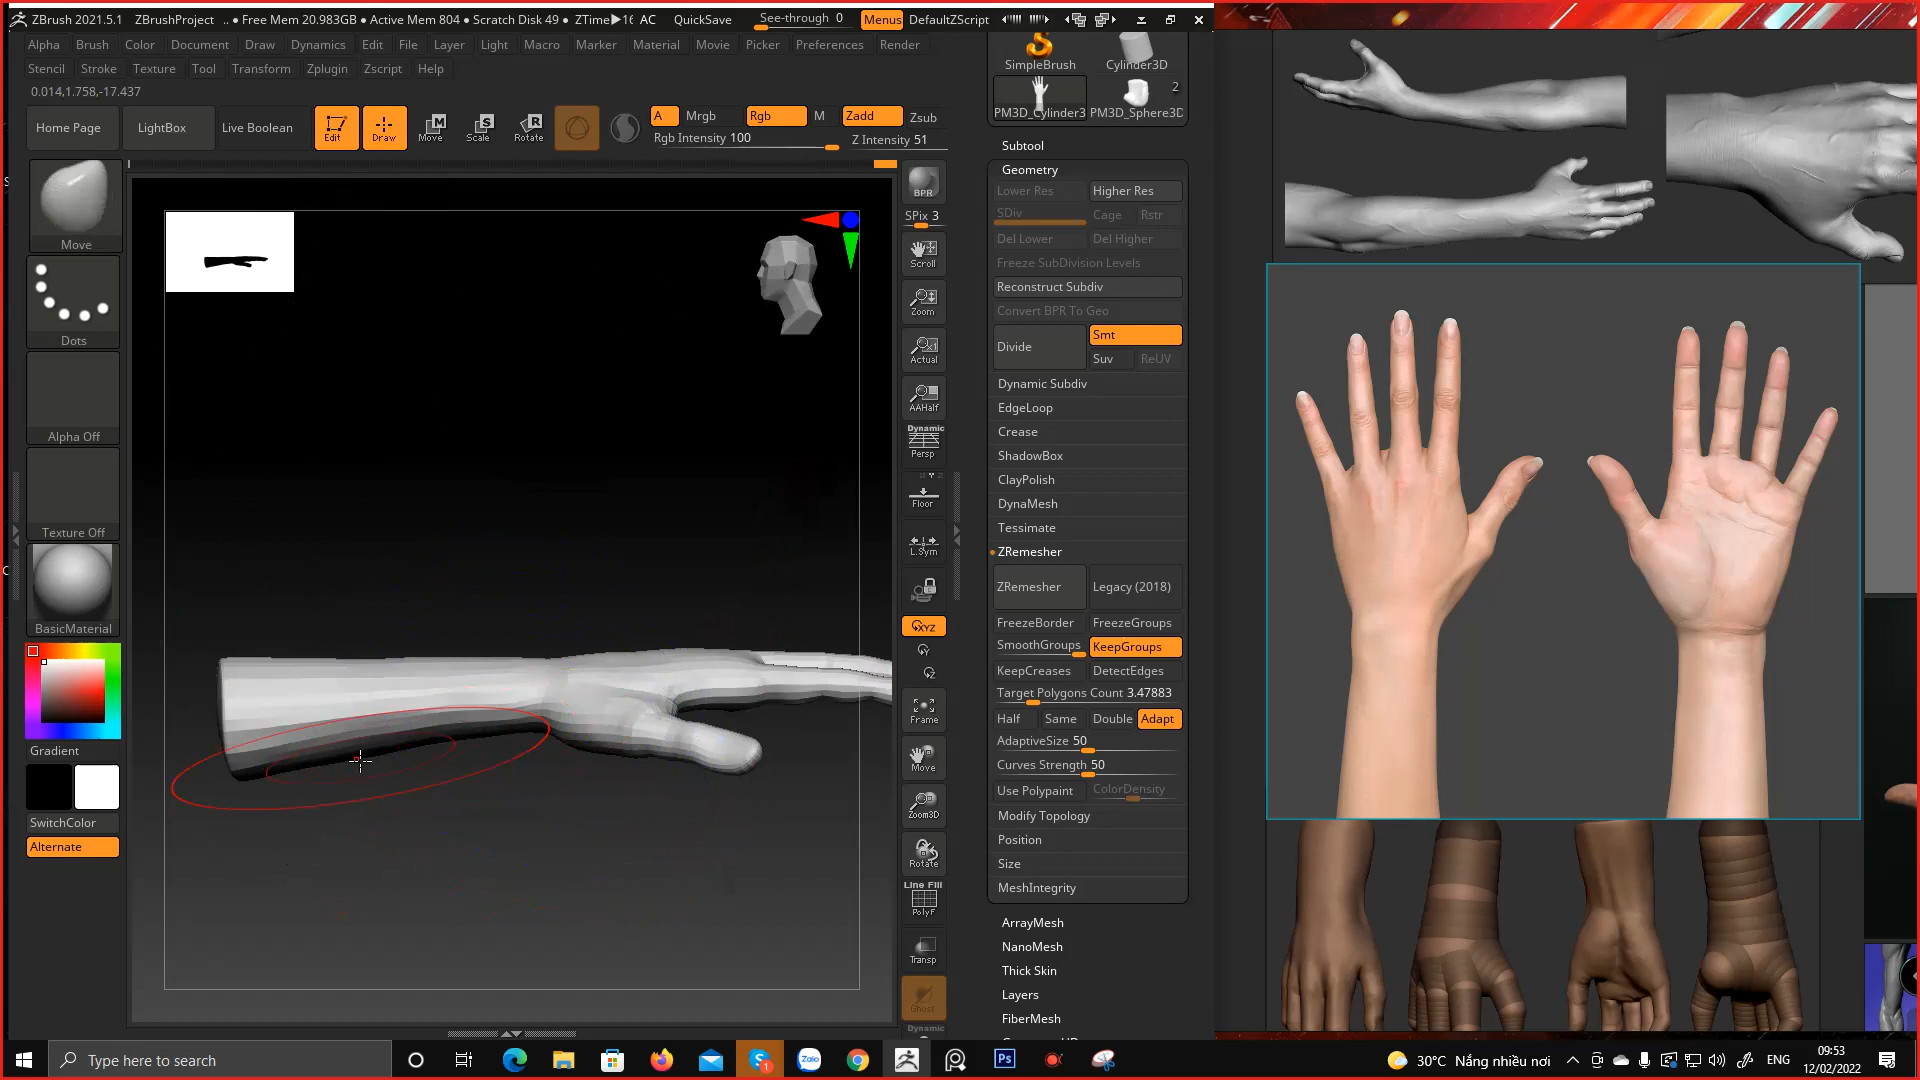 ZBrush 2021.5.1 ZBrushProject .. ● Free Mem 20.983GB ● Active Mem 804 ● Scratch Disk 49 ● ZTime▶16 AC QuickSave See-through 0 Menus DefaultZScript
Alpha Brush Color Document Draw Dynamics Edit File Layer Light Macro Marker Material Movie Picker Preferences Render
Stencil Stroke Texture Tool Transform Zplugin Zscript Help
0.014,1.758,-17.437
Home Page LightBox Live Boolean Edit Draw Move Scale Rotate A Mrgb Rgb M Zadd Zsub
Rgb Intensity 100 Z Intensity 51
Move
Dots
Alpha Off
Texture Off
BasicMaterial
Gradient
SwitchColor
Alternate
BPR
SPix 3
Scroll
Zoom
Actual
AAHalf
Dynamic
Persp
Floor
L.Sym
XYZ
Frame
Move
Zoom3D
Rotate
Line Fill
PolyF
Transp
Ghost
Dynamic
SimpleBrush Cylinder3D
2
PM3D_Cylinder3 PM3D_Sphere3D
Subtool
Geometry
Lower Res Higher Res
SDiv Cage Rstr
Del Lower Del Higher
Freeze SubDivision Levels
Reconstruct Subdiv
Convert BPR To Geo
Divide Smt
Suv ReUV
Dynamic Subdiv
EdgeLoop
Crease
ShadowBox
ClayPolish
DynaMesh
Tessimate
ZRemesher
ZRemesher Legacy (2018)
FreezeBorder FreezeGroups
SmoothGroups KeepGroups
KeepCreases DetectEdges
Target Polygons Count 3.47883
Half Same Double Adapt
AdaptiveSize 50
Curves Strength 50
Use Polypaint ColorDensity
Modify Topology
Position
Size
MeshIntegrity
ArrayMesh
NanoMesh
Thick Skin
Layers
FiberMesh
Type here to search
Zalo
Ps
30°C Nắng nhiều nơi
ENG
09:53
12/02/2022